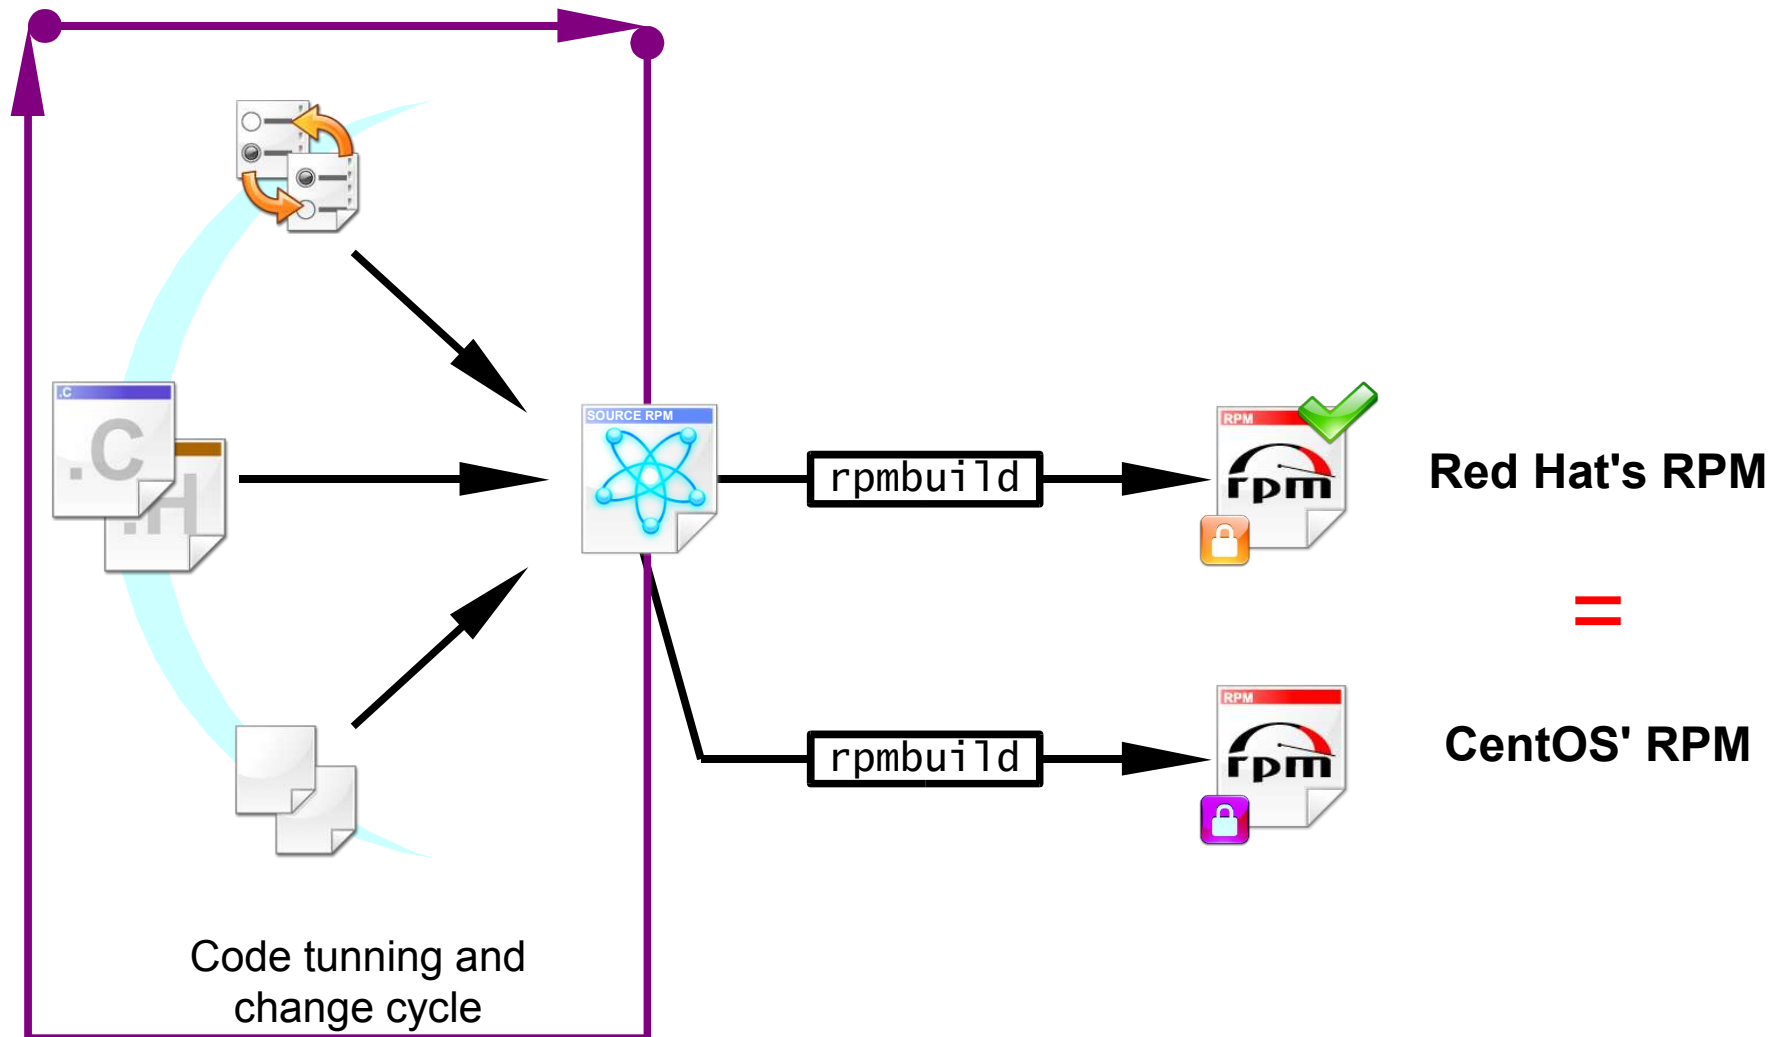 .C
.C
.H
SOURCE RPM
rpmbuild
RPM
rpm
Red Hat's RPM
=
rpmbuild
RPM
rpm
CentOS' RPM
Code tunning and
change cycle